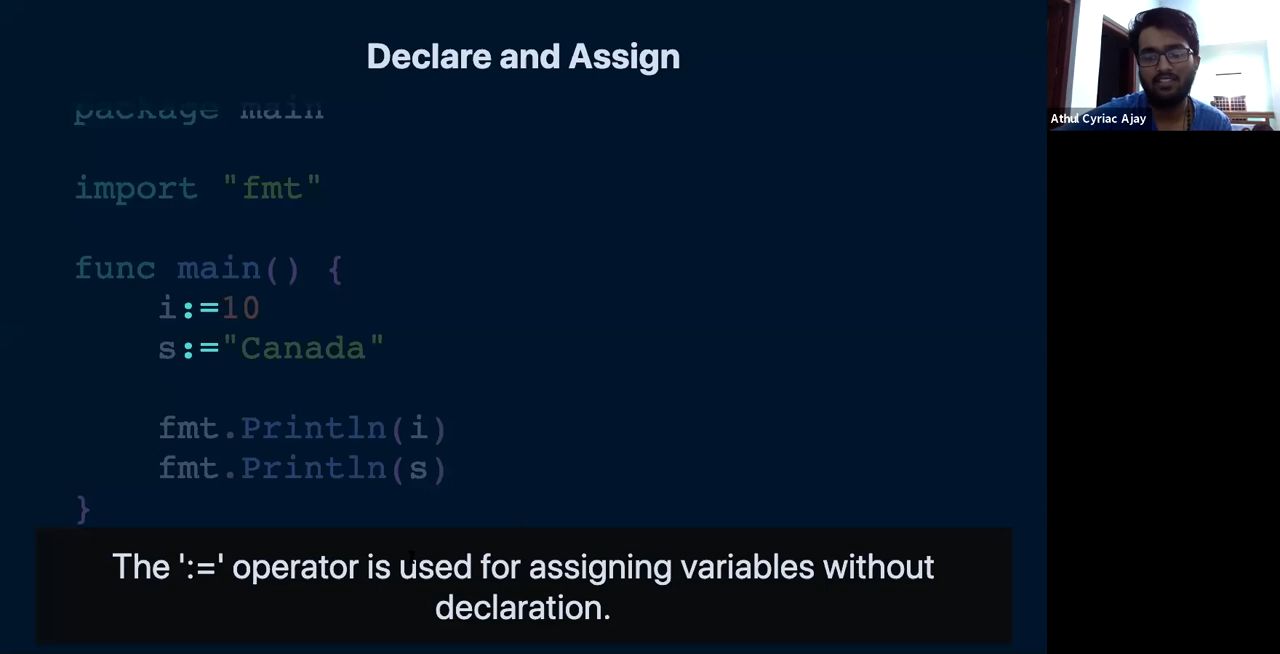 Declare and Assign
package main
import "fmt"
func main() {
i:=10
s:="Canada"
fmt.Println(i)
fmt.Println(s)
}
The ':=' operator is used for assigning variables without
declaration.
Athul Cyriac Ajay